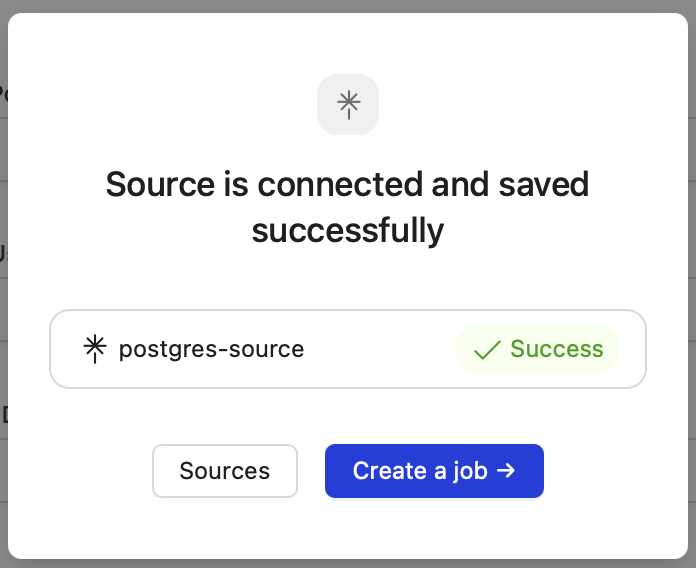 Source is connected and saved
successfully
postgres-source
Success
Sources
Create a job →